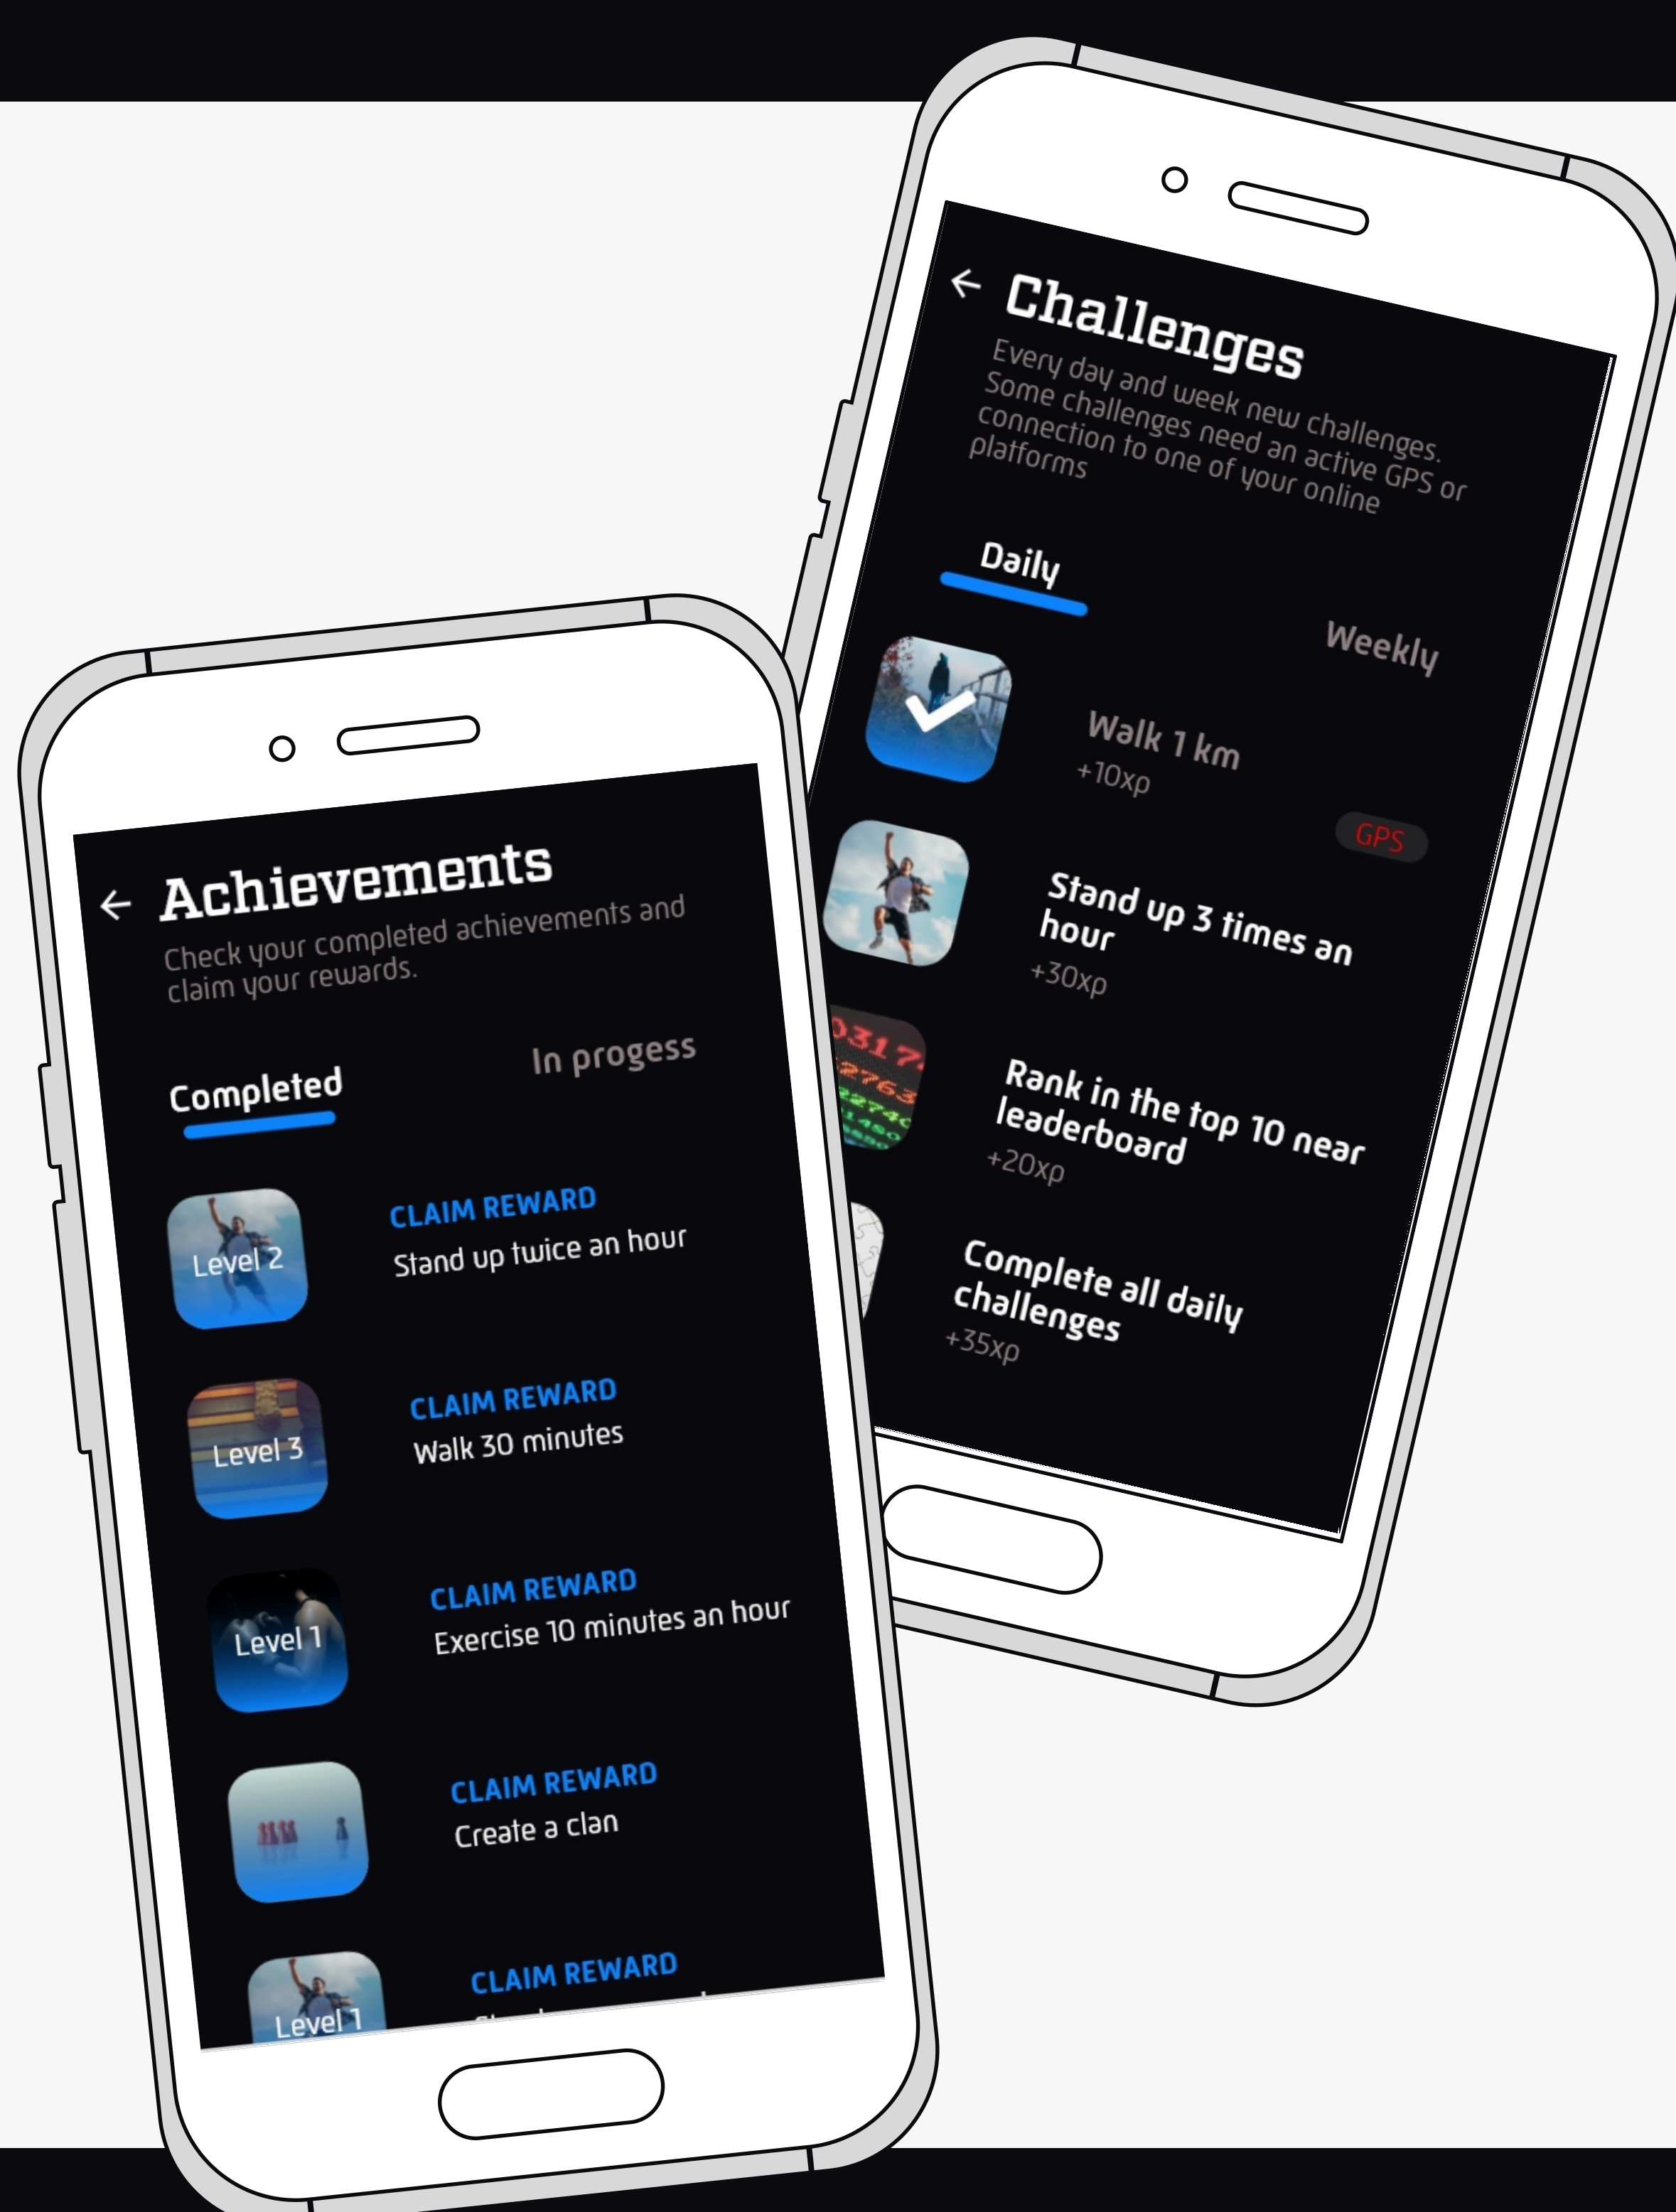 Challenges
Every day and week new challenges.
Some challenges need an active GPS or
connection to one of your online
platforms
Daily
Weekly
Walk 1 km
+10xp
GPS
Stand up 3 times an
hour
+30xp
Rank in the top 10 near
leaderboard
+20xp
Complete all daily
challenges
+35xp
Achievements
Check your completed achievements and
claim your rewards.
Completed
In progess
Level 2
CLAIM REWARD
Stand up twice an hour
Level 3
CLAIM REWARD
Walk 30 minutes
Level 1
CLAIM REWARD
Exercise 10 minutes an hour
CLAIM REWARD
Create a clan
Level 1
CLAIM REWARD